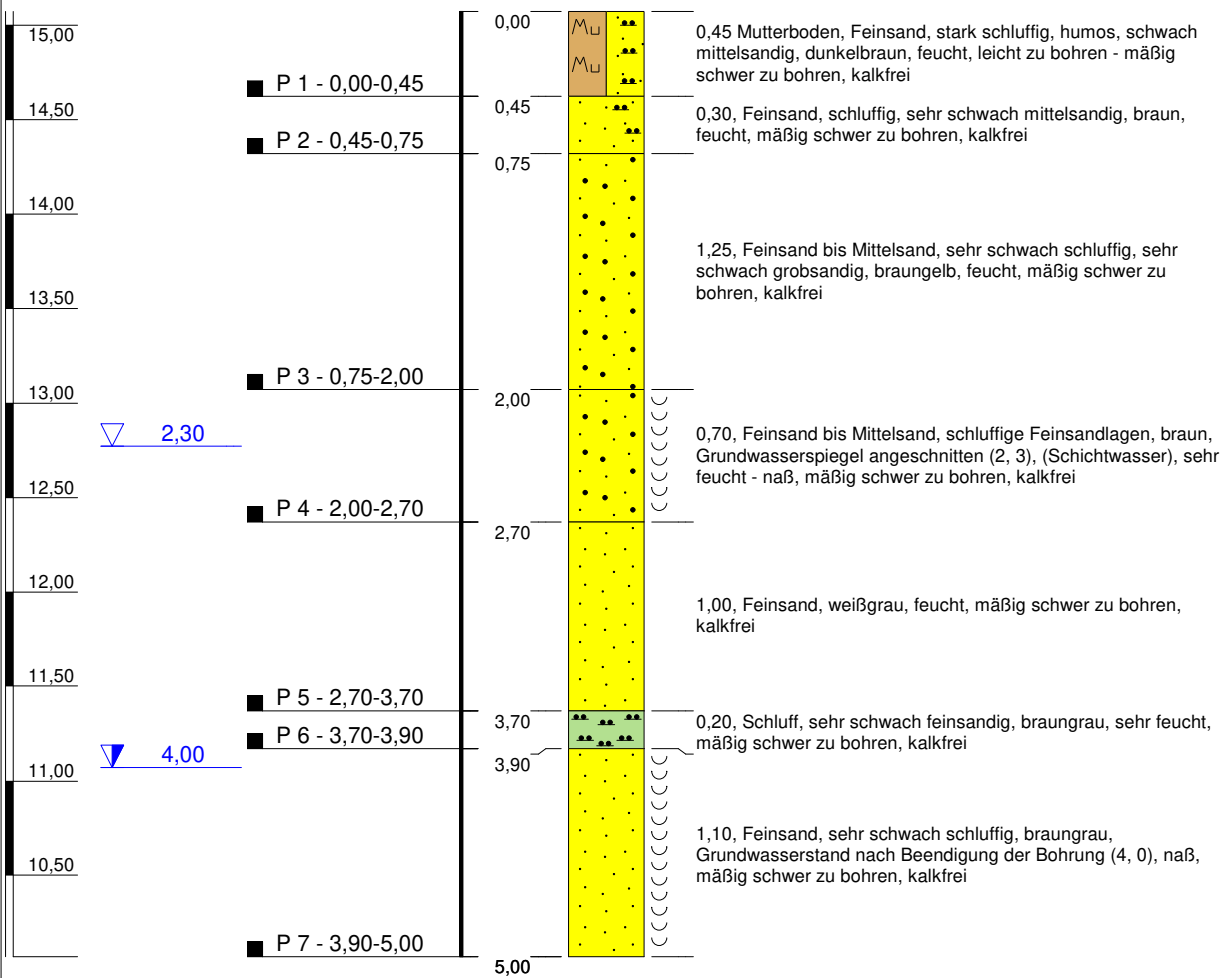 15,00
14,50
14,00
13,50
13,00
12,50
12,00
11,50
11,00
10,50
2,30
4,00
P 1 - 0,00-0,45
P 2 - 0,45-0,75
P 3 - 0,75-2,00
P 4 - 2,00-2,70
P 5 - 2,70-3,70
P 6 - 3,70-3,90
P 7 - 3,90-5,00
0,00
0,45
0,75
2,00
2,70
3,70
3,90
5,00
Mu
Mu
0,45 Mutterboden, Feinsand, stark schluffig, humos, schwach
mittelsandig, dunkelbraun, feucht, leicht zu bohren - mäßig
schwer zu bohren, kalkfrei
0,30, Feinsand, schluffig, sehr schwach mittelsandig, braun,
feucht, mäßig schwer zu bohren, kalkfrei
1,25, Feinsand bis Mittelsand, sehr schwach schluffig, sehr
schwach grobsandig, braungelb, feucht, mäßig schwer zu
bohren, kalkfrei
0,70, Feinsand bis Mittelsand, schluffige Feinsandlagen, braun,
Grundwasserspiegel angeschnitten (2, 3), (Schichtwasser), sehr
feucht - naß, mäßig schwer zu bohren, kalkfrei
1,00, Feinsand, weißgrau, feucht, mäßig schwer zu bohren,
kalkfrei
0,20, Schluff, sehr schwach feinsandig, braungrau, sehr feucht,
mäßig schwer zu bohren, kalkfrei
1,10, Feinsand, sehr schwach schluffig, braungrau,
Grundwasserstand nach Beendigung der Bohrung (4, 0), naß,
mäßig schwer zu bohren, kalkfrei